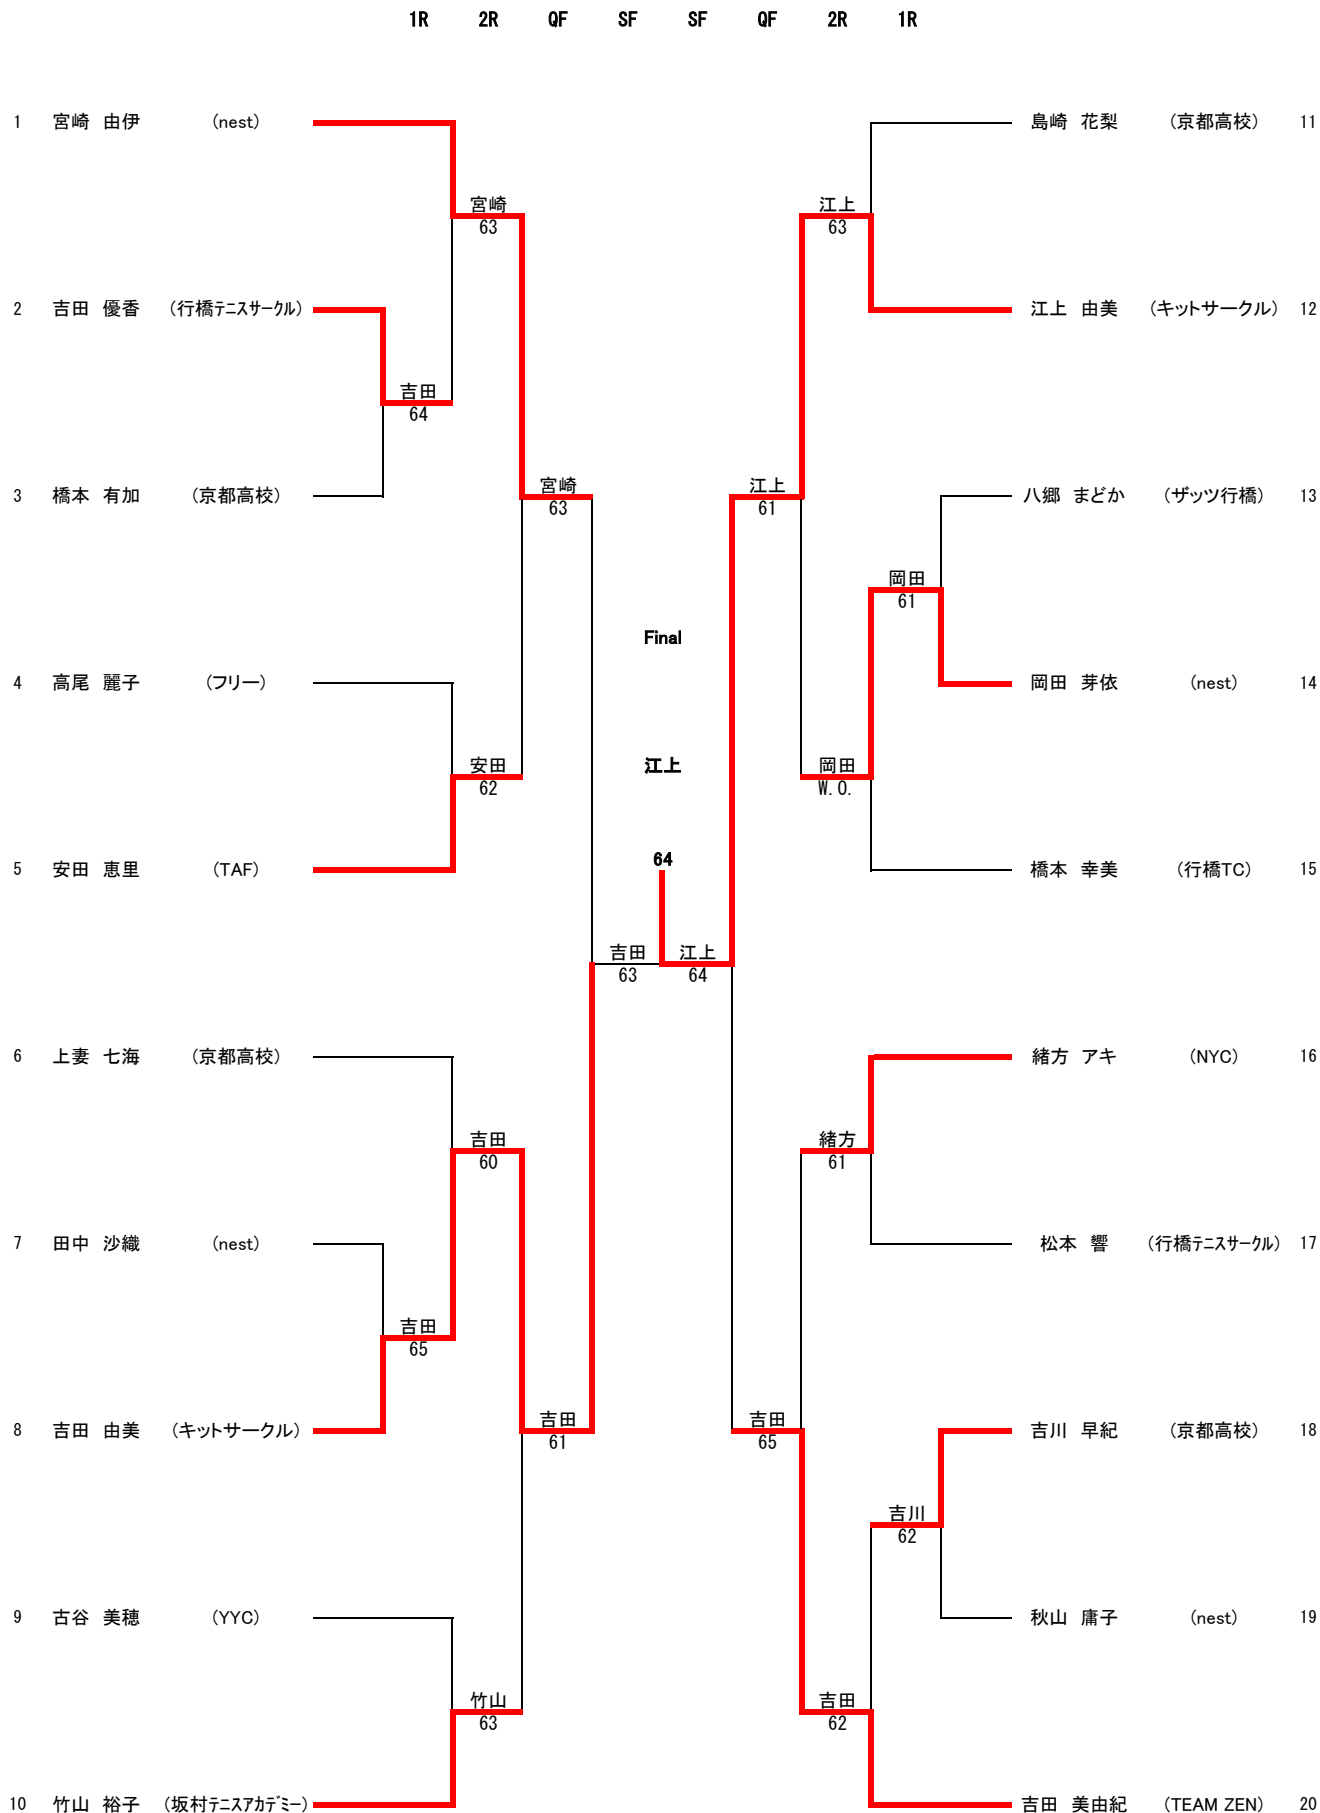 1R 2R QF SF SF QF 2R 1R
1 宮崎 由伊 (nest) 島崎 花梨 (京都高校) 11
宮崎 江上
63 63
2 吉田 優香 (行橋テニスサークル) 江上 由美 (キットサークル) 12
吉田
64
3 橋本 有加 (京都高校) 宮崎 江上 八郷 まどか (ザッツ行橋) 13
63 61
岡田
61
Final
4 高尾 麗子 (フリー) 岡田 芽依 (nest) 14
安田 江上 岡田
62 W.O.
5 安田 恵里 (TAF) 64 橋本 幸美 (行橋TC) 15
吉田 江上
63 64
6 上妻 七海 (京都高校) 緒方 アキ (NYC) 16
吉田 緒方
60 61
7 田中 沙織 (nest) 松本 響 (行橋テニスサークル) 17
吉田
65
8 吉田 由美 (キットサークル) 吉田 吉田 吉川 早紀 (京都高校) 18
61 65
吉川
62
9 古谷 美穂 (YYC) 秋山 庸子 (nest) 19
竹山 吉田
63 62
10 竹山 裕子 (坂村テニスアカデミー) 吉田 美由紀 (TEAM ZEN) 20